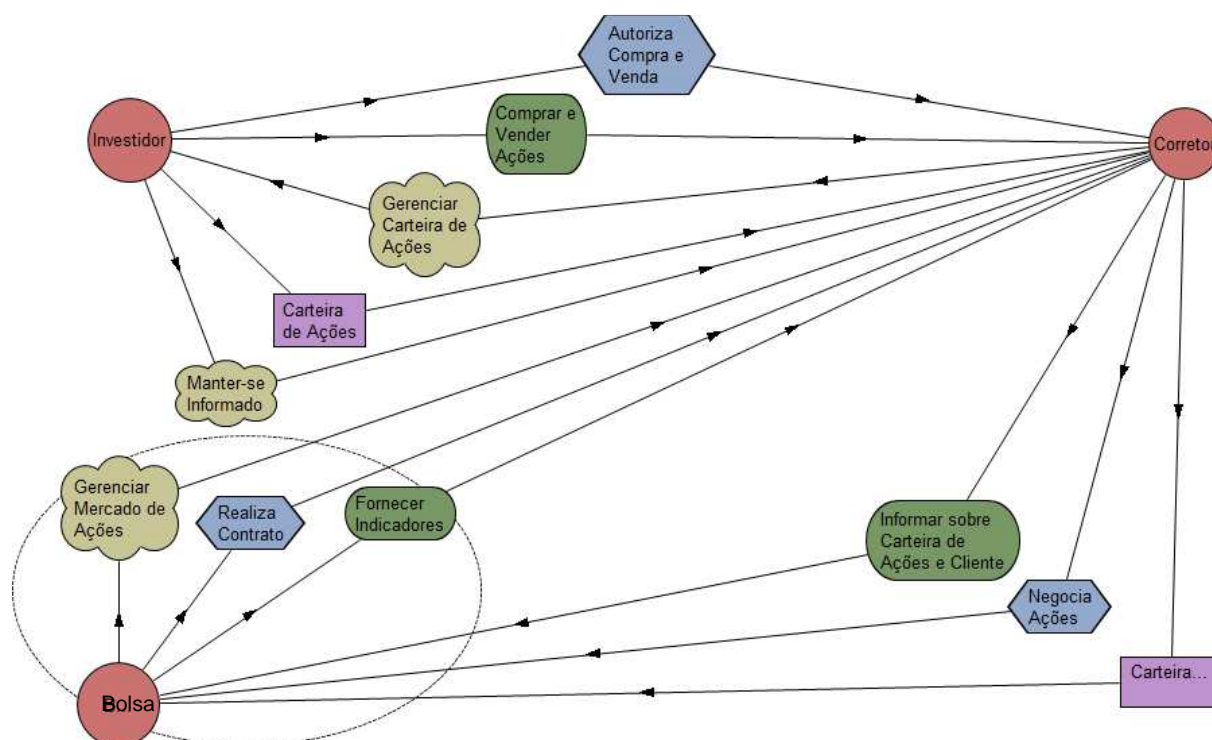 Autoriza
Compra e
Venda
Investidor
Comprar e
Vender
Ações
Corretor
Gerenciar
Carteira de
Ações
Carteira
de Ações
Manter-se
Informado
Gerenciar
Mercado de
Ações
Realiza
Contrato
Fornecer
Indicadores
Informar sobre
Carteira de
Ações e Cliente
Negocia
Ações
Carteira...
Bolsa